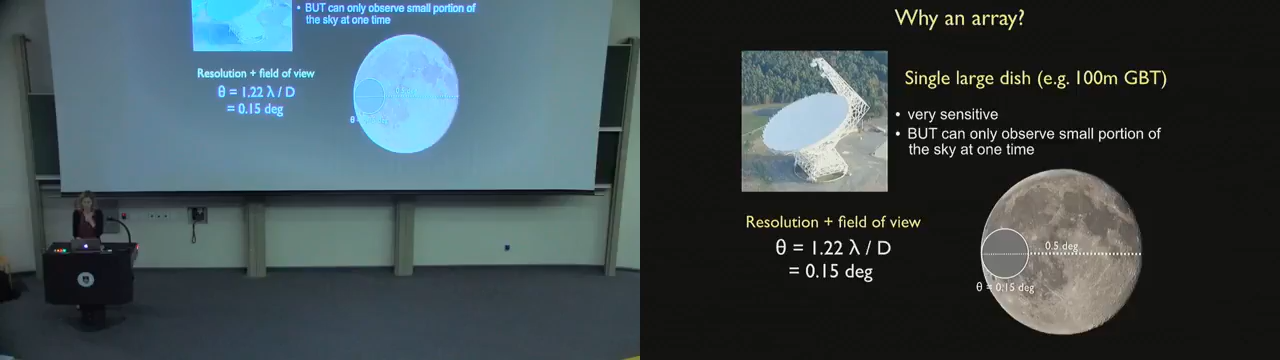 • BUT can only observe small portion of
the sky at one time
Resolution + field of view
θ = 1.22 λ / D
= 0.15 deg
Why an array?
Single large dish (e.g. 100m GBT)
• very sensitive
• BUT can only observe small portion of
the sky at one time
Resolution + field of view
θ = 1.22 λ / D
= 0.15 deg
0.5 deg
θ = 0.15 deg